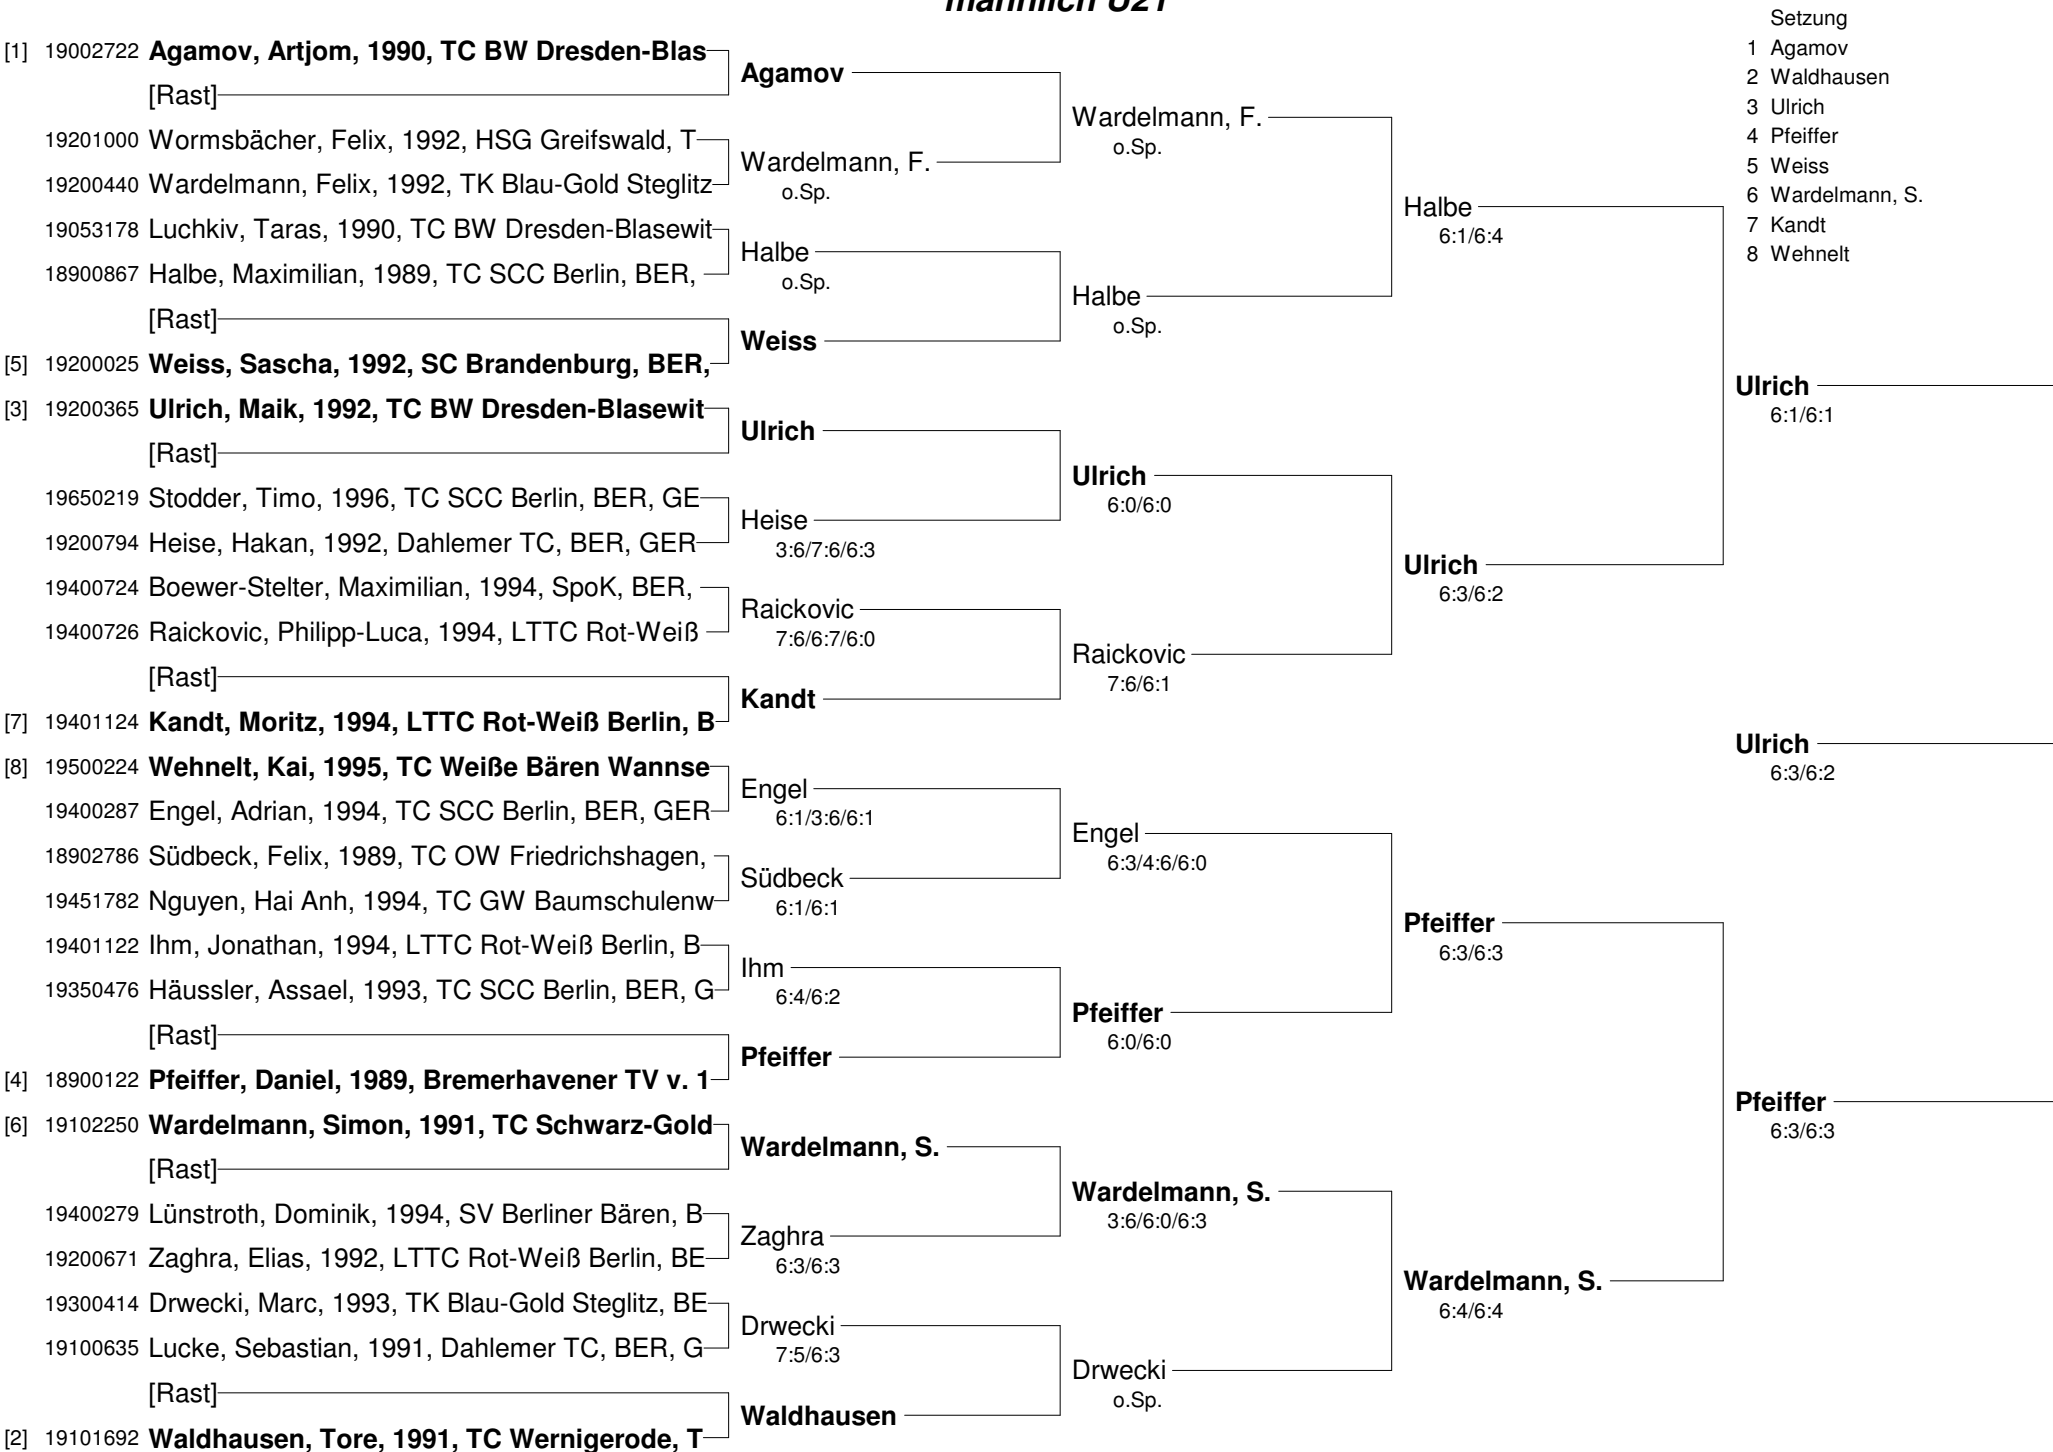 männlich U21
[1] 19002722 Agamov, Artjom, 1990, TC BW Dresden-Blas
[Rast]
19201000 Wormsbächer, Felix, 1992, HSG Greifswald, T
19200440 Wardelmann, Felix, 1992, TK Blau-Gold Steglitz
19053178 Luchkiv, Taras, 1990, TC BW Dresden-Blasewit
18900867 Halbe, Maximilian, 1989, TC SCC Berlin, BER,
[Rast]
[5] 19200025 Weiss, Sascha, 1992, SC Brandenburg, BER,
[3] 19200365 Ulrich, Maik, 1992, TC BW Dresden-Blasewit
[Rast]
19650219 Stodder, Timo, 1996, TC SCC Berlin, BER, GE
19200794 Heise, Hakan, 1992, Dahlemer TC, BER, GER
19400724 Boewer-Stelter, Maximilian, 1994, SpoK, BER,
19400726 Raickovic, Philipp-Luca, 1994, LTTC Rot-Weiß
[Rast]
[7] 19401124 Kandt, Moritz, 1994, LTTC Rot-Weiß Berlin, B
[8] 19500224 Wehnelt, Kai, 1995, TC Weiße Bären Wannse
19400287 Engel, Adrian, 1994, TC SCC Berlin, BER, GER
18902786 Südbeck, Felix, 1989, TC OW Friedrichshagen,
19451782 Nguyen, Hai Anh, 1994, TC GW Baumschulenw
19401122 Ihm, Jonathan, 1994, LTTC Rot-Weiß Berlin, B
19350476 Häussler, Assael, 1993, TC SCC Berlin, BER, G
[Rast]
[4] 18900122 Pfeiffer, Daniel, 1989, Bremerhavener TV v. 1
[6] 19102250 Wardelmann, Simon, 1991, TC Schwarz-Gold
[Rast]
19400279 Lünstroth, Dominik, 1994, SV Berliner Bären, B
19200671 Zaghra, Elias, 1992, LTTC Rot-Weiß Berlin, BE
19300414 Drwecki, Marc, 1993, TK Blau-Gold Steglitz, BE
19100635 Lucke, Sebastian, 1991, Dahlemer TC, BER, G
[Rast]
[2] 19101692 Waldhausen, Tore, 1991, TC Wernigerode, T
Agamov
Wardelmann, F.
o.Sp.
Halbe
o.Sp.
Weiss
Ulrich
Heise
3:6/7:6/6:3
Raickovic
7:6/6:7/6:0
Kandt
Engel
6:1/3:6/6:1
Südbeck
6:1/6:1
Ihm
6:4/6:2
Pfeiffer
Wardelmann, S.
Zaghra
6:3/6:3
Drwecki
7:5/6:3
Waldhausen
Wardelmann, F.
o.Sp.
Halbe
o.Sp.
Ulrich
6:0/6:0
Raickovic
7:6/6:1
Engel
6:3/4:6/6:0
Pfeiffer
6:0/6:0
Wardelmann, S.
3:6/6:0/6:3
Drwecki
o.Sp.
Halbe
6:1/6:4
Ulrich
6:3/6:2
Pfeiffer
6:3/6:3
Wardelmann, S.
6:4/6:4
Setzung
1 Agamov
2 Waldhausen
3 Ulrich
4 Pfeiffer
5 Weiss
6 Wardelmann, S.
7 Kandt
8 Wehnelt
Ulrich
6:1/6:1
Ulrich
6:3/6:2
Pfeiffer
6:3/6:3